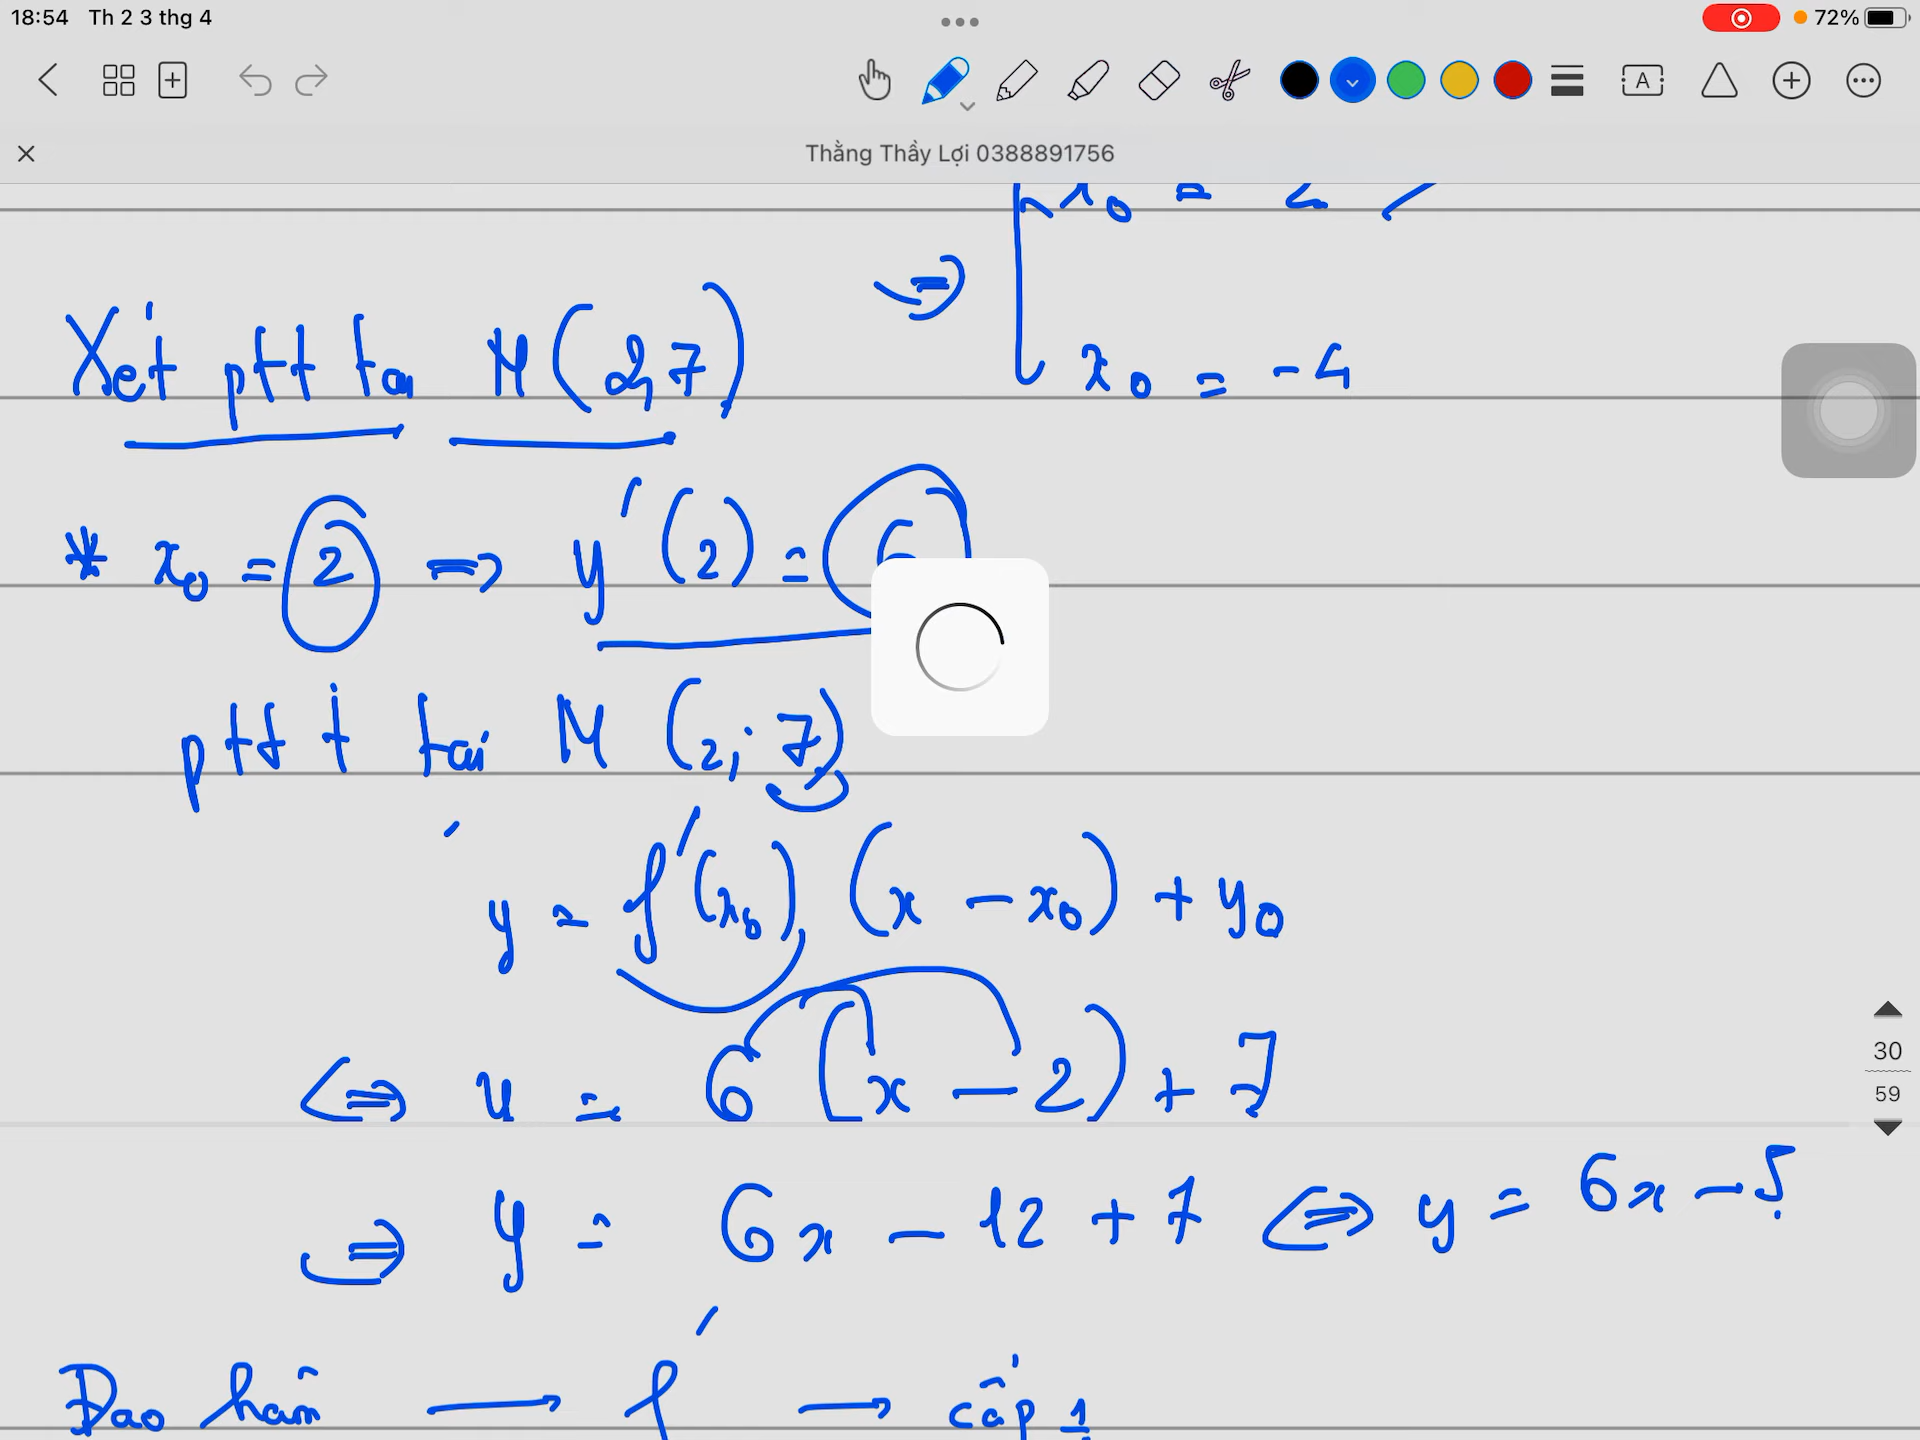 18:54 Th 2 3 thg 4
72%
A
Thằng Thầy Lợi 0388891756
x₀ = 2
⇒
Xét ptt tại M(2,7)
x₀ = -4
* x₀ = 2 ⇒ y'(2) = 6
pttt tại M (2; 7)
y = f'(x₀) (x - x₀) + y₀
⇔ y = 6 (x - 2) + 7
30
59
⇒ y = 6x - 12 + 7 ⇔ y = 6x - 5
Đạo hàm → f' → cấp 1